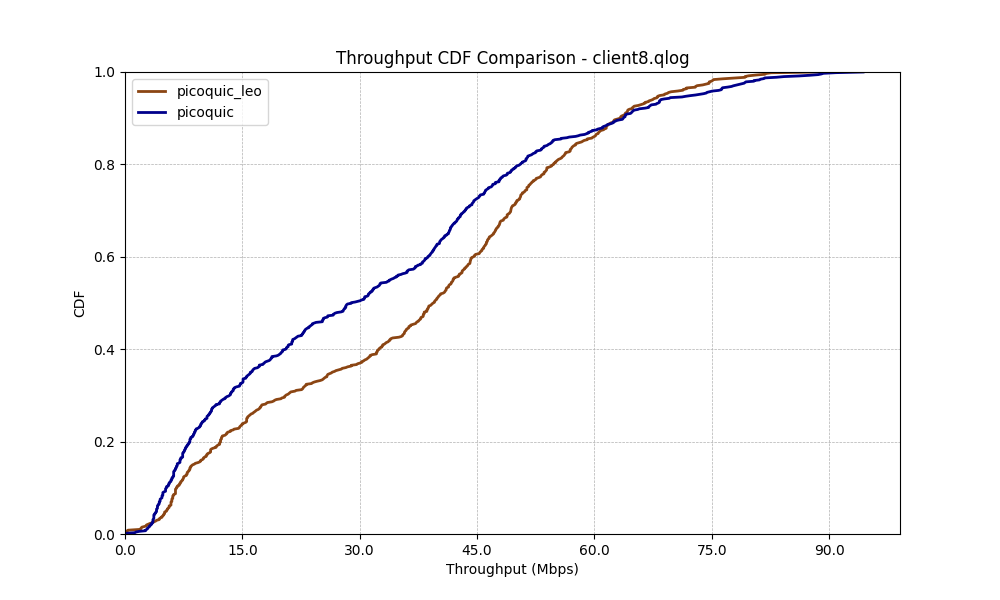 Throughput CDF Comparison - client8.qlog
picoquic_leo
picoquic
CDF
1.0
0.8
0.6
0.4
0.2
0.0
0.0 15.0 30.0 45.0 60.0 75.0 90.0
Throughput (Mbps)